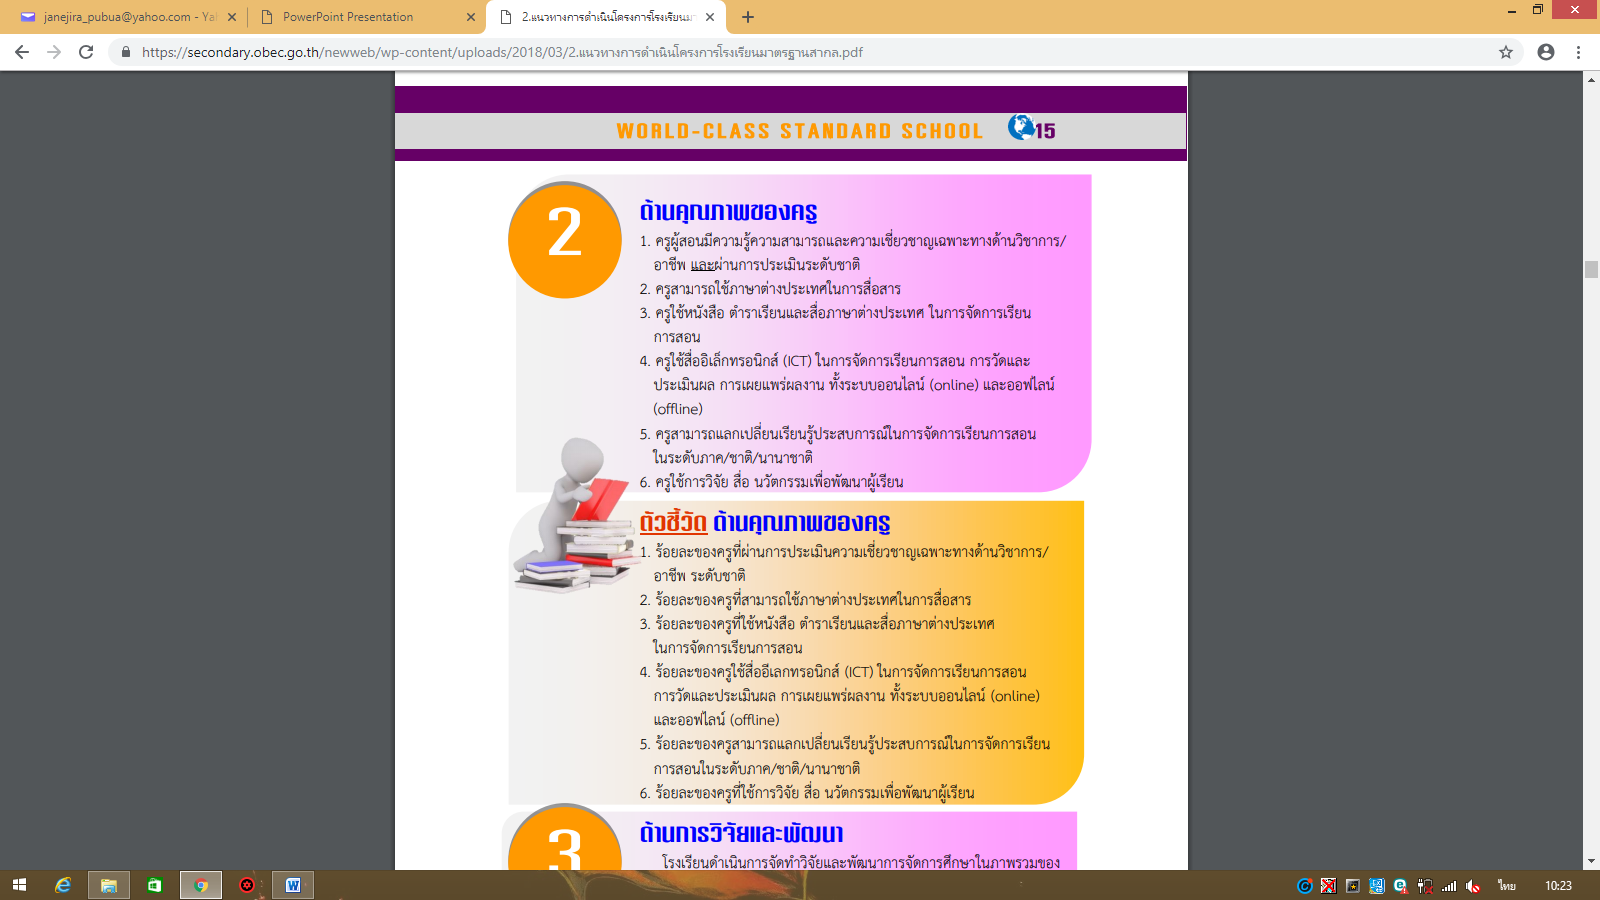 janejira_pubua@yahoo.com - Ya
PowerPoint Presentation
2.แนวทางการดำเนินโครงการโรงเรียนมา
https://secondary.obec.go.th/newweb/wp-content/uploads/2018/03/2.แนวทางการดำเนินโครงการโรงเรียนมาตรฐานสากล.pdf
WORLD-CLASS STANDARD SCHOOL 15
2
ด้านคุณภาพของครู
1. ครูผู้สอนมีความรู้ความสามารถและความเชี่ยวชาญเฉพาะทางด้านวิชาการ/
อาชีพ และผ่านการประเมินระดับชาติ
2. ครูสามารถใช้ภาษาต่างประเทศในการสื่อสาร
3. ครูใช้หนังสือ ตำราเรียนและสื่อภาษาต่างประเทศ ในการจัดการเรียน
การสอน
4. ครูใช้สื่ออิเล็กทรอนิกส์ (ICT) ในการจัดการเรียนการสอน การวัดและ
ประเมินผล การเผยแพร่ผลงาน ทั้งระบบออนไลน์ (online) และออฟไลน์
(offline)
5. ครูสามารถแลกเปลี่ยนเรียนรู้ประสบการณ์ในการจัดการเรียนการสอน
ในระดับภาค/ชาติ/นานาชาติ
6. ครูใช้การวิจัย สื่อ นวัตกรรมเพื่อพัฒนาผู้เรียน
ตัวชี้วัด ด้านคุณภาพของครู
1. ร้อยละของครูที่ผ่านการประเมินความเชี่ยวชาญเฉพาะทางด้านวิชาการ/
อาชีพ ระดับชาติ
2. ร้อยละของครูที่สามารถใช้ภาษาต่างประเทศในการสื่อสาร
3. ร้อยละของครูที่ใช้หนังสือ ตำราเรียนและสื่อภาษาต่างประเทศ
ในการจัดการเรียนการสอน
4. ร้อยละของครูใช้สื่ออีเลกทรอนิกส์ (ICT) ในการจัดการเรียนการสอน
การวัดและประเมินผล การเผยแพร่ผลงาน ทั้งระบบออนไลน์ (online)
และออฟไลน์ (offline)
5. ร้อยละของครูสามารถแลกเปลี่ยนเรียนรู้ประสบการณ์ในการจัดการเรียน
การสอนในระดับภาค/ชาติ/นานาชาติ
6. ร้อยละของครูที่ใช้การวิจัย สื่อ นวัตกรรมเพื่อพัฒนาผู้เรียน
3
ด้านการวิจัยและพัฒนา
โรงเรียนดำเนินการจัดทำวิจัยและพัฒนาการจัดการศึกษาในภาพรวมของ
ไทย
10:23